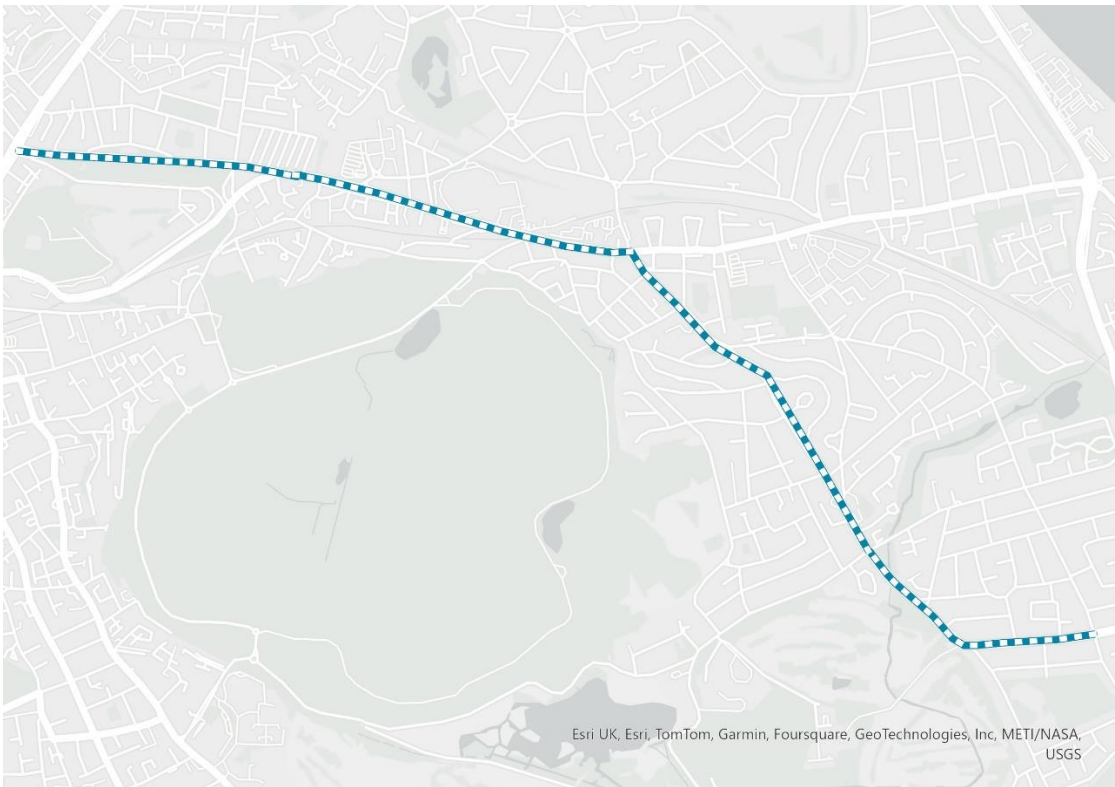 Esri UK, Esri, TomTom, Garmin, Foursquare, GeoTechnologies, Inc, METI/NASA,
USGS